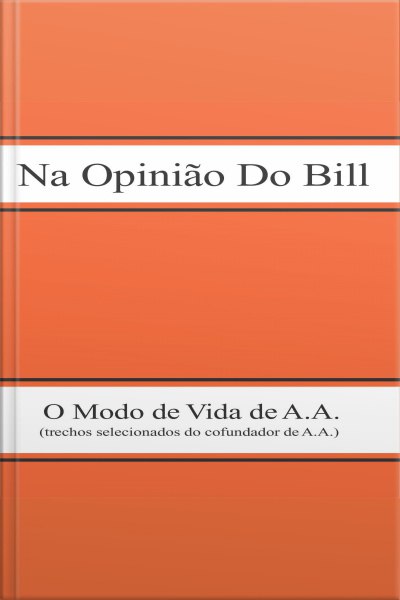 Na Opinião Do Bill
O Modo de Vida de A.A.
(trechos selecionados do cofundador de A.A.)